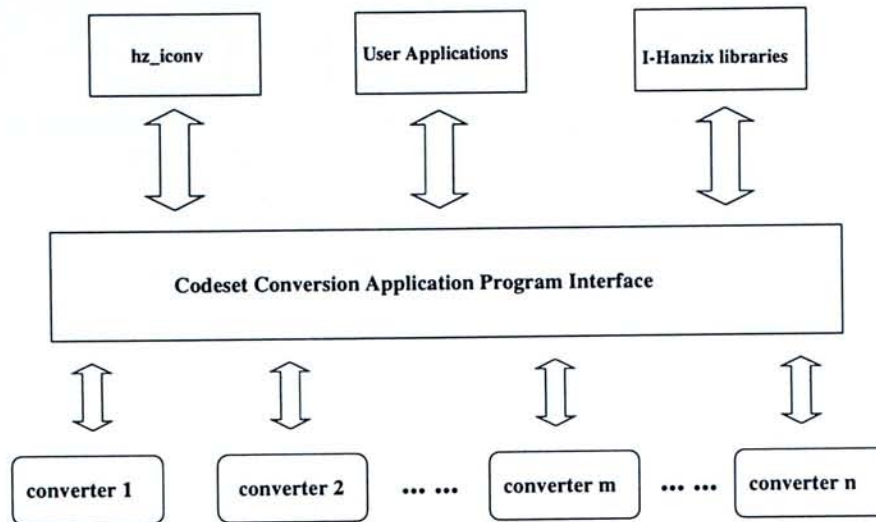 hz_iconv
User Applications
I-Hanzix libraries
Codeset Conversion Application Program Interface
converter 1
converter 2
... ...
converter m
... ...
converter n